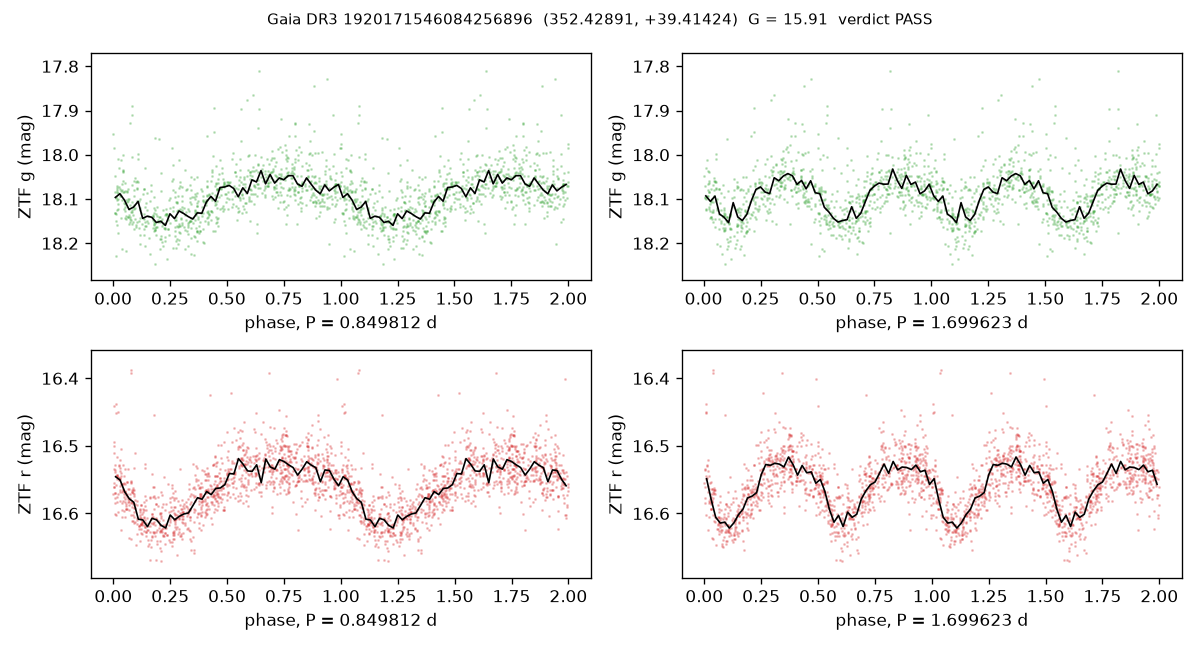 Gaia DR3 1920171546084256896  (352.42891, +39.41424)  G = 15.91  verdict PASS
17.8
17.9
18.0
18.1
18.2
ZTF g (mag)
0.00 0.25 0.50 0.75 1.00 1.25 1.50 1.75 2.00
phase, P = 0.849812 d
17.8
17.9
18.0
18.1
18.2
ZTF g (mag)
0.00 0.25 0.50 0.75 1.00 1.25 1.50 1.75 2.00
phase, P = 1.699623 d
16.4
16.5
16.6
ZTF r (mag)
0.00 0.25 0.50 0.75 1.00 1.25 1.50 1.75 2.00
phase, P = 0.849812 d
16.4
16.5
16.6
ZTF r (mag)
0.00 0.25 0.50 0.75 1.00 1.25 1.50 1.75 2.00
phase, P = 1.699623 d